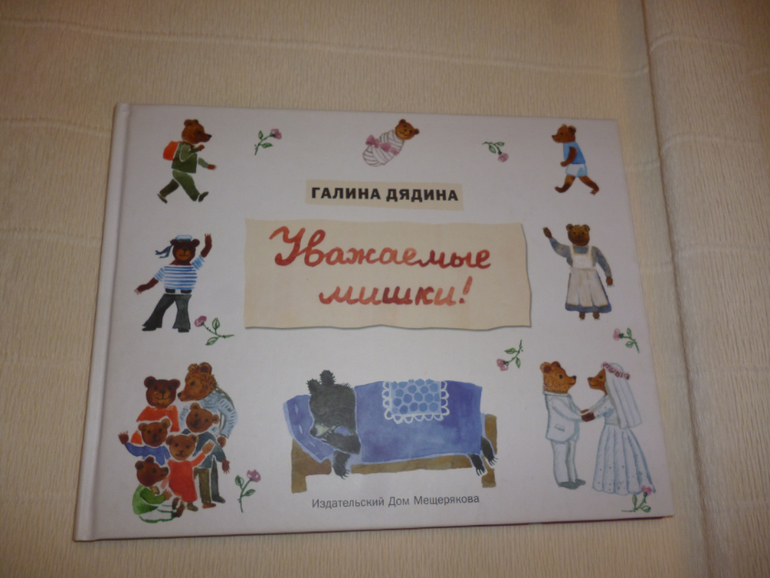 ГАЛИНА ДЯДИНА
Уважаемые
мишки!
Издательский Дом Мещерякова